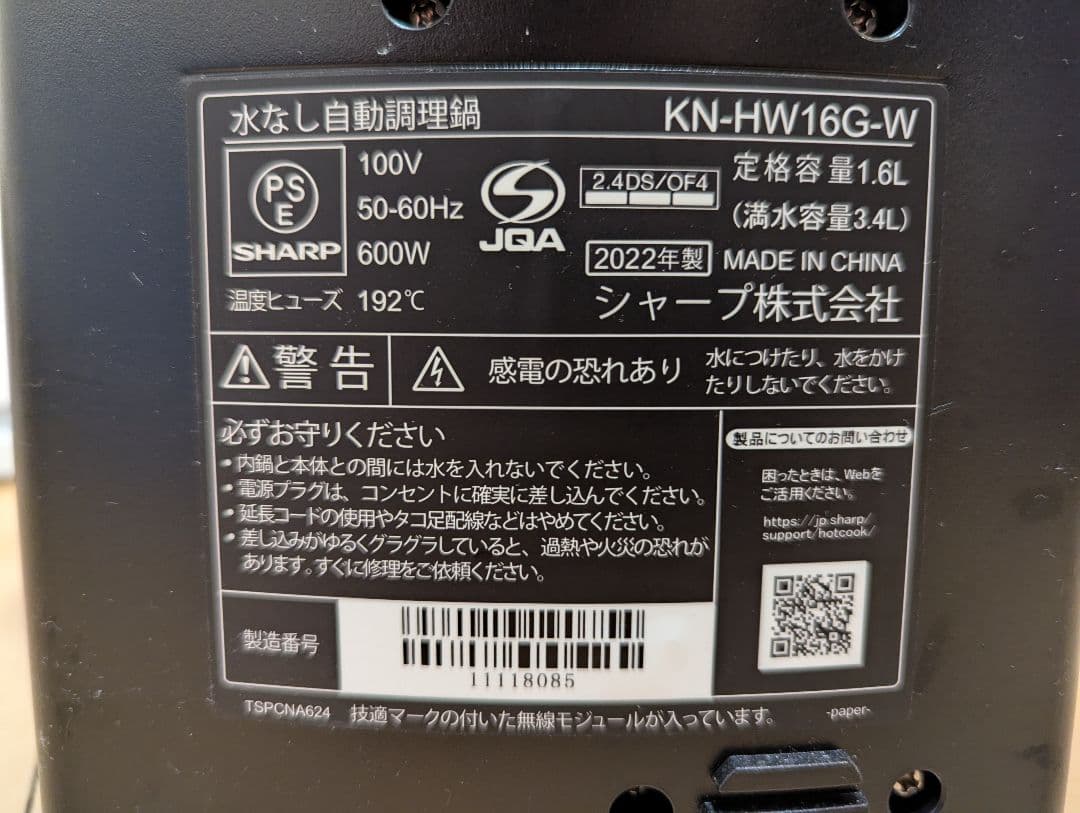 水なし自動調理鍋 KN-HW16G-W
PS
E
SHARP
100V
50-60Hz
600W
JQA
2.4DS/OF4
定格容量1.6L
(満水容量3.4L)
2022年製 MADE IN CHINA
温度ヒューズ 192℃
シャープ株式会社
警告
感電の恐れあり
水につけたり、水をかけ
たりしないでください。
必ずお守りください
・内鍋と本体との間には水を入れないでください。
・電源プラグは、コンセントに確実に差し込んでください。
・延長コードの使用やタコ足配線などはやめてください。
・差し込みがゆるくグラグラしていると、過熱や火災の恐れが
あります。すぐに修理をご依頼ください。
製品についてのお問い合わせ
困ったときは、Webを
ご活用ください。
https://jp.sharp/
support/hotcook/
製造番号
11118085
TSPCNA624 技適マークの付いた無線モジュールが入っています。 -paper-